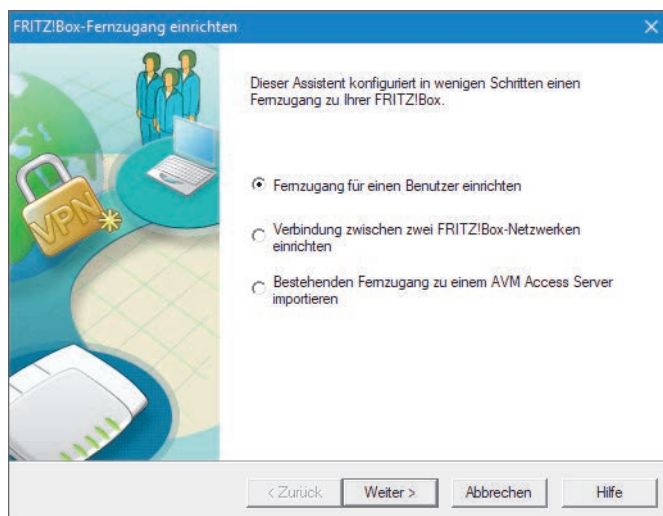 FRITZ!Box-Fernzugang einrichten
Dieser Assistent konfiguriert in wenigen Schritten einen
Fernzugang zu Ihrer FRITZ!Box.
Fernzugang für einen Benutzer einrichten
Verbindung zwischen zwei FRITZ!Box-Netzwerken
einrichten
Bestehenden Fernzugang zu einem AVM Access Server
importieren
VPN
< Zurück
Weiter >
Abbrechen
Hilfe